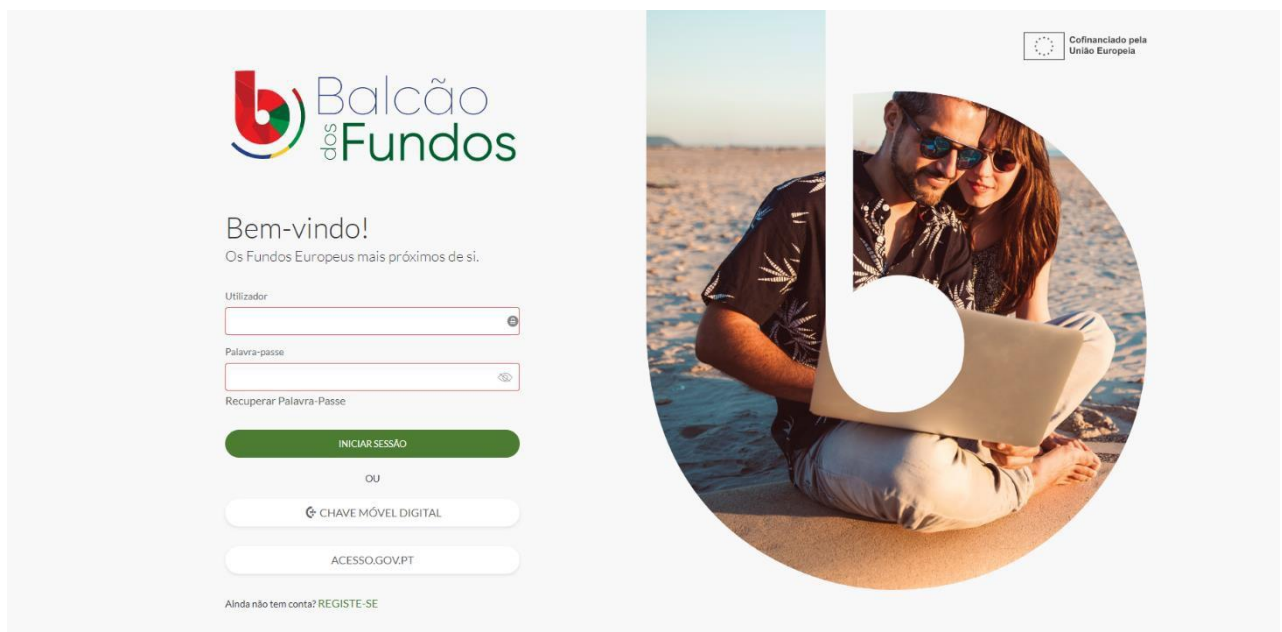 Cofinanciado pela
União Europeia
Balcão
dos Fundos
Bem-vindo!
Os Fundos Europeus mais próximos de si.
Utilizador
Palavra-passe
Recuperar Palavra-Passe
INICIAR SESSÃO
OU
CHAVE MÓVEL DIGITAL
ACESSO.GOV.PT
Ainda não tem conta? REGISTE-SE